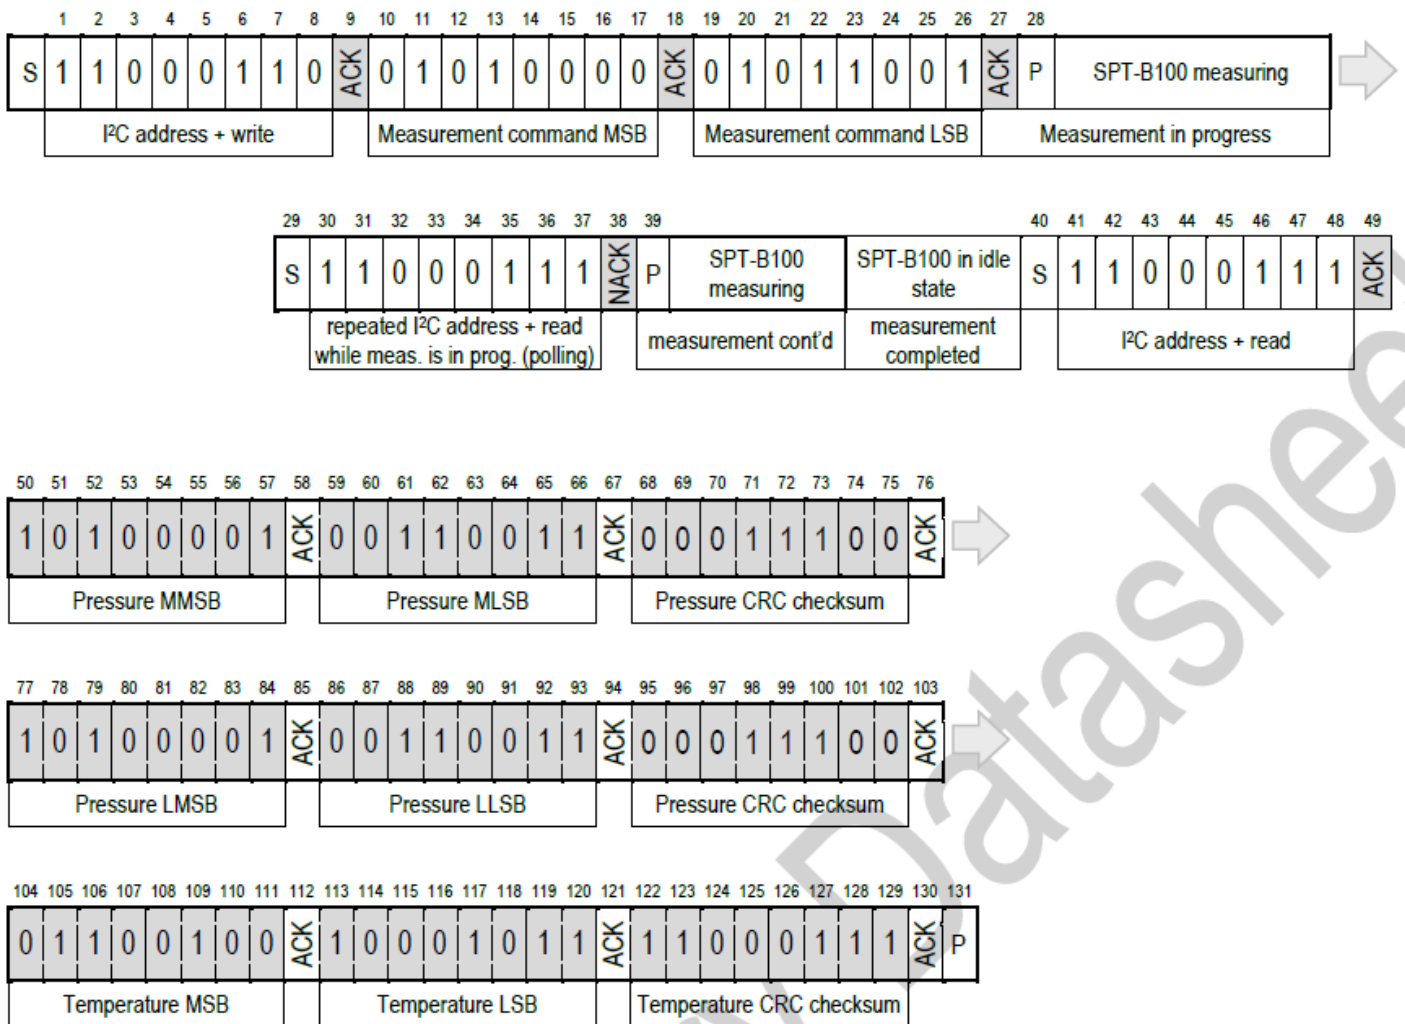 1 2 3 4 5 6 7 8 9 10 11 12 13 14 15 16 17 18 19 20 21 22 23 24 25 26 27 28
S 1 1 0 0 0 1 1 0 ACK 0 1 0 1 0 0 0 0 ACK 0 1 0 1 1 0 0 1 ACK P SPT-B100 measuring
I²C address + write Measurement command MSB Measurement command LSB Measurement in progress
29 30 31 32 33 34 35 36 37 38 39 40 41 42 43 44 45 46 47 48 49
S 1 1 0 0 0 1 1 1 NACK P SPT-B100 measuring SPT-B100 in idle state S 1 1 0 0 0 1 1 1 ACK
repeated I²C address + read
while meas. is in prog. (polling)
measurement cont'd
measurement
completed
I²C address + read
50 51 52 53 54 55 56 57 58 59 60 61 62 63 64 65 66 67 68 69 70 71 72 73 74 75 76
1 0 1 0 0 0 0 1 ACK 0 0 1 1 0 0 1 1 ACK 0 0 0 1 1 1 0 0 ACK
Pressure MMSB Pressure MLSB Pressure CRC checksum
77 78 79 80 81 82 83 84 85 86 87 88 89 90 91 92 93 94 95 96 97 98 99 100 101 102 103
1 0 1 0 0 0 0 1 ACK 0 0 1 1 0 0 1 1 ACK 0 0 0 1 1 1 0 0 ACK
Pressure LMSB Pressure LLSB Pressure CRC checksum
104 105 106 107 108 109 110 111 112 113 114 115 116 117 118 119 120 121 122 123 124 125 126 127 128 129 130 131
0 1 1 0 0 1 0 0 ACK 1 0 0 0 1 0 1 1 ACK 1 1 0 0 0 1 1 1 ACK P
Temperature MSB Temperature LSB Temperature CRC checksum